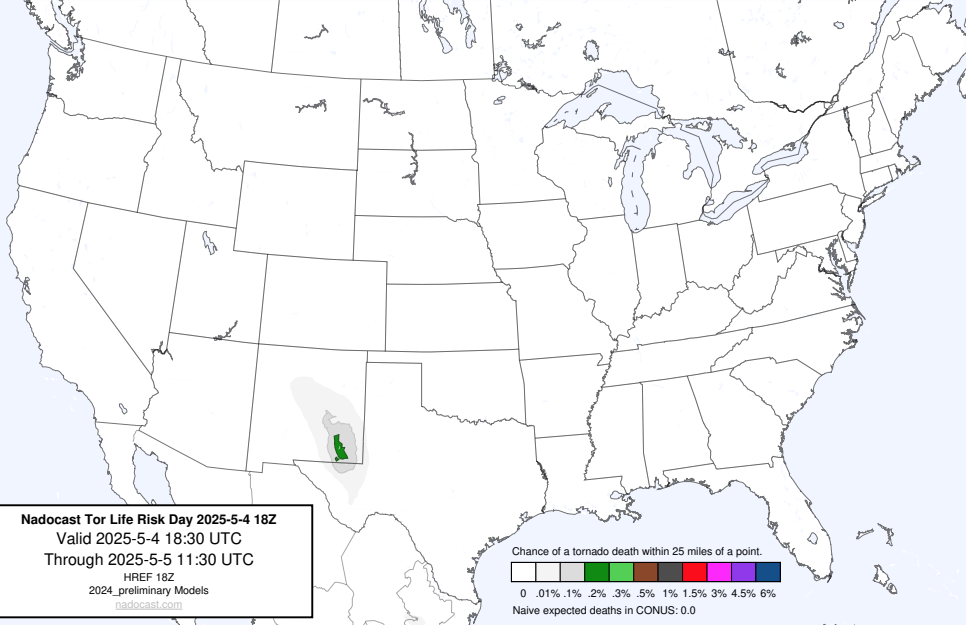 Nadocast Tor Life Risk Day 2025-5-4 18Z
Valid 2025-5-4 18:30 UTC
Through 2025-5-5 11:30 UTC
HREF 18Z
2024_preliminary Models
nadocast.com
Chance of a tornado death within 25 miles of a point.
0 .01% .1% .2% .3% .5% 1% 1.5% 3% 4.5% 6%
Naive expected deaths in CONUS: 0.0